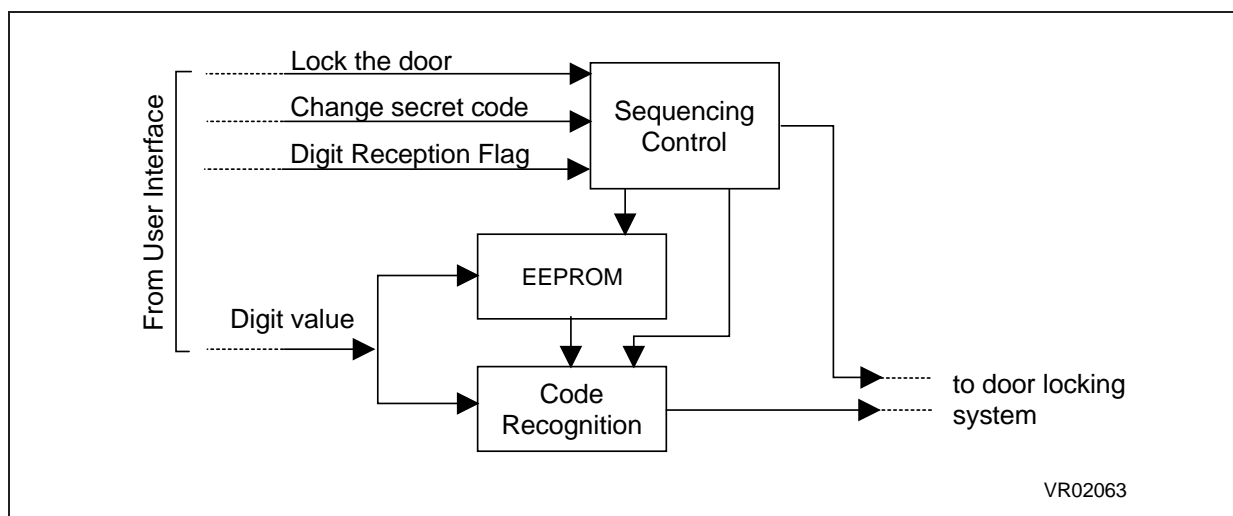 Lock the door
Change secret code
Digit Reception Flag
Sequencing
Control
From User Interface
EEPROM
Digit value
Code
Recognition
to door locking
system
VR02063